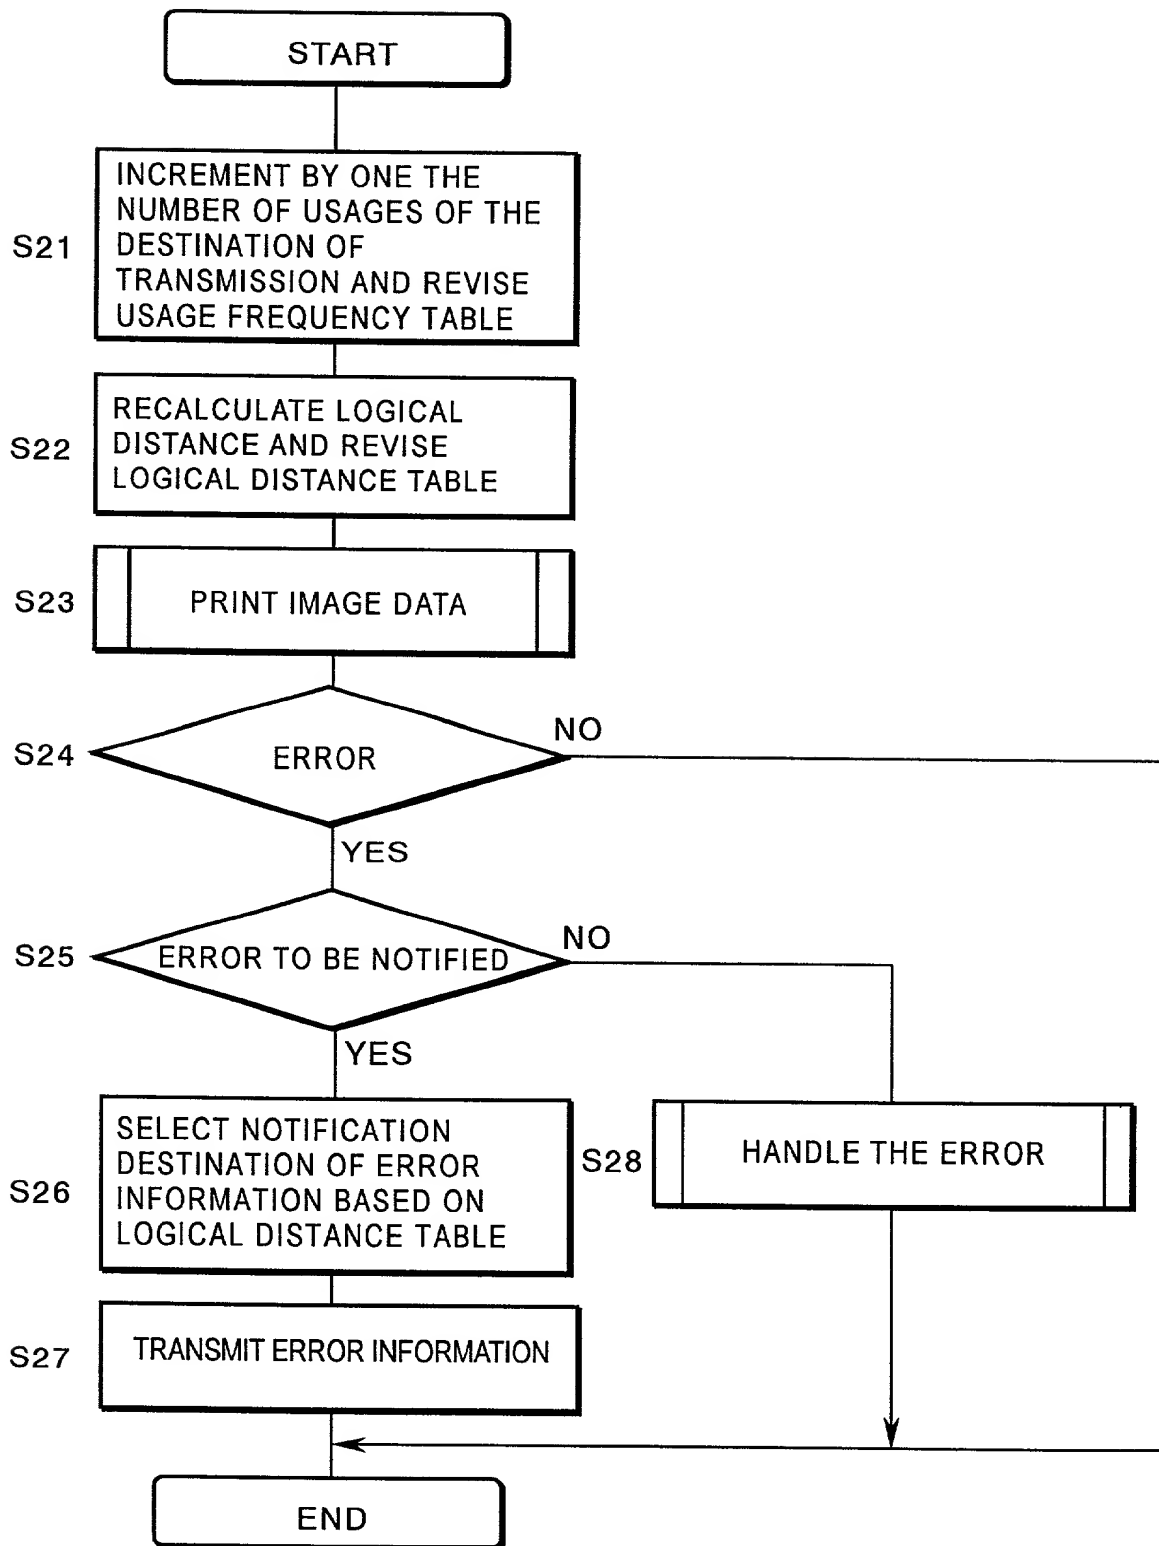 START
S21
INCREMENT BY ONE THE
NUMBER OF USAGES OF THE
DESTINATION OF
TRANSMISSION AND REVISE
USAGE FREQUENCY TABLE
S22
RECALCULATE LOGICAL
DISTANCE AND REVISE
LOGICAL DISTANCE TABLE
S23
PRINT IMAGE DATA
S24
ERROR
NO
YES
S25
ERROR TO BE NOTIFIED
NO
YES
S26
SELECT NOTIFICATION
DESTINATION OF ERROR
INFORMATION BASED ON
LOGICAL DISTANCE TABLE
S28
HANDLE THE ERROR
S27
TRANSMIT ERROR INFORMATION
END